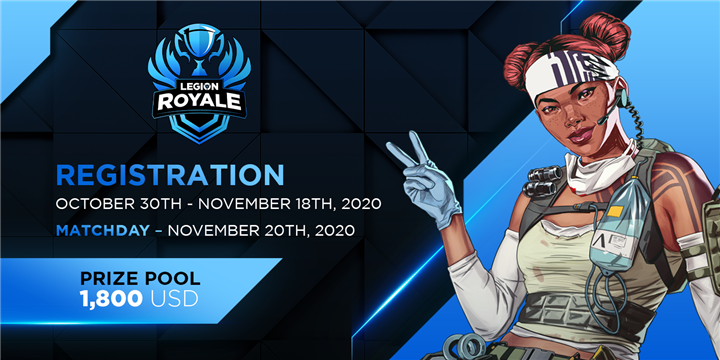 LEGION
ROYALE
REGISTRATION
OCTOBER 30TH - NOVEMBER 18TH, 2020
MATCHDAY – NOVEMBER 20TH, 2020
PRIZE POOL
1,800 USD